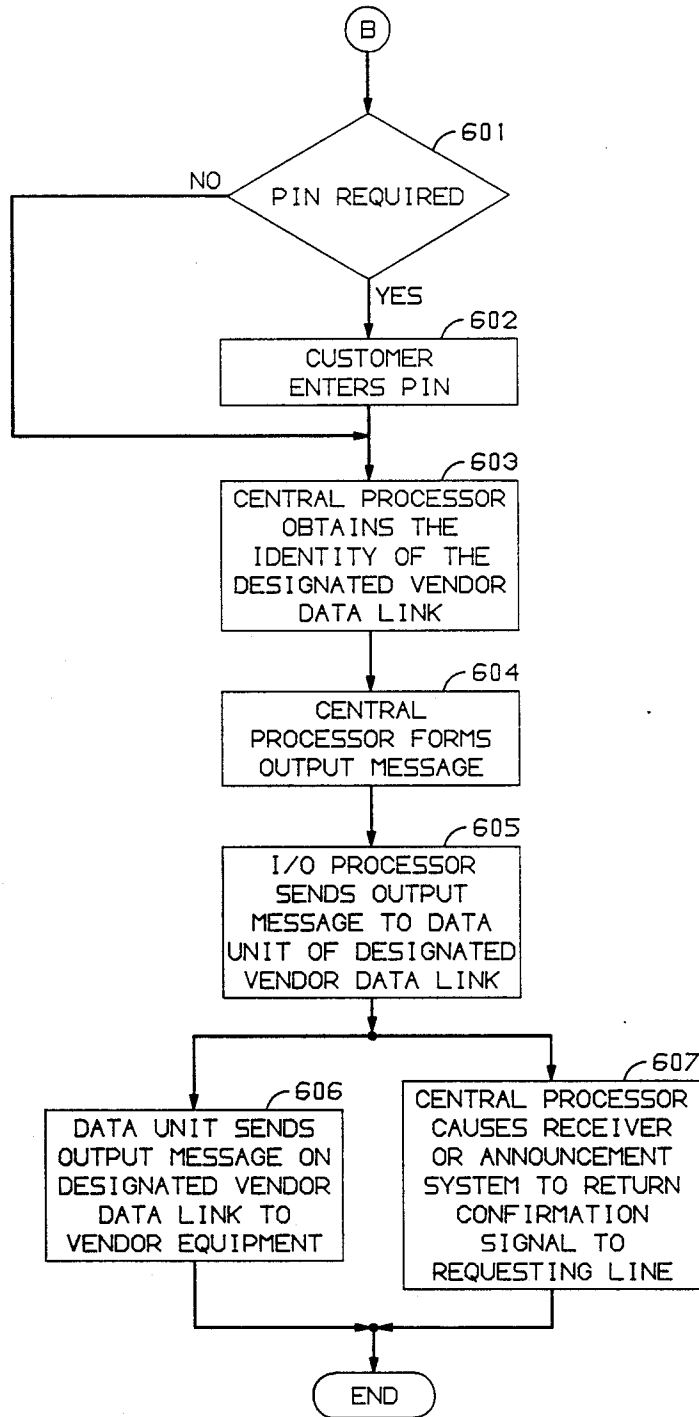 B
601
PIN REQUIRED
NO
YES
602
CUSTOMER
ENTERS PIN
603
CENTRAL PROCESSOR
OBTAINS THE
IDENTITY OF THE
DESIGNATED VENDOR
DATA LINK
604
CENTRAL
PROCESSOR FORMS
OUTPUT MESSAGE
605
I/O PROCESSOR
SENDS OUTPUT
MESSAGE TO DATA
UNIT OF DESIGNATED
VENDOR DATA LINK
606
DATA UNIT SENDS
OUTPUT MESSAGE ON
DESIGNATED VENDOR
DATA LINK TO
VENDOR EQUIPMENT
607
CENTRAL PROCESSOR
CAUSES RECEIVER
OR ANNOUNCEMENT
SYSTEM TO RETURN
CONFIRMATION
SIGNAL TO
REQUESTING LINE
END